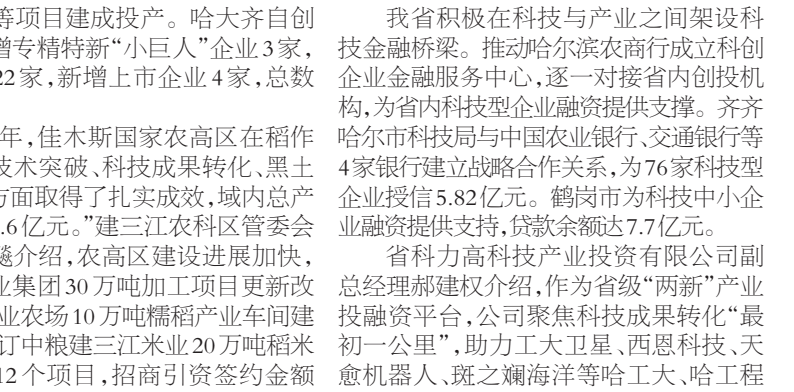 等项目建成投产。哈大齐自创
增专精特新“小巨人”企业3家,
22家,新增上市企业4家,总数
年,佳木斯国家农高区在稻作
技术突破、科技成果转化、黑土
方面取得了扎实成效,域内总产
.6亿元。”建三江农科区管委会
介绍,农高区建设进展加快,
业集团30万吨加工项目更新改
业农场10万吨糯稻产业车间建
订中粮建三江米业20万吨稻米
12个项目,招商引资签约金额
我省积极在科技与产业之间架设科
技金融桥梁。推动哈尔滨农商行成立科创
企业金融服务中心,逐一对接省内创投机
构,为省内科技型企业融资提供支撑。齐齐
哈尔市科技局与中国农业银行、交通银行等
4家银行建立战略合作关系,为76家科技型
企业授信5.82亿元。鹤岗市为科技中小企
业融资提供支持,贷款余额达7.7亿元。
省科力高科技产业投资有限公司副
总经理郝建权介绍,作为省级“两新”产业
投融资平台,公司聚焦科技成果转化“最
初一公里”,助力工大卫星、西恩科技、天
愈机器人、斑之斓海洋等哈工大、哈工程